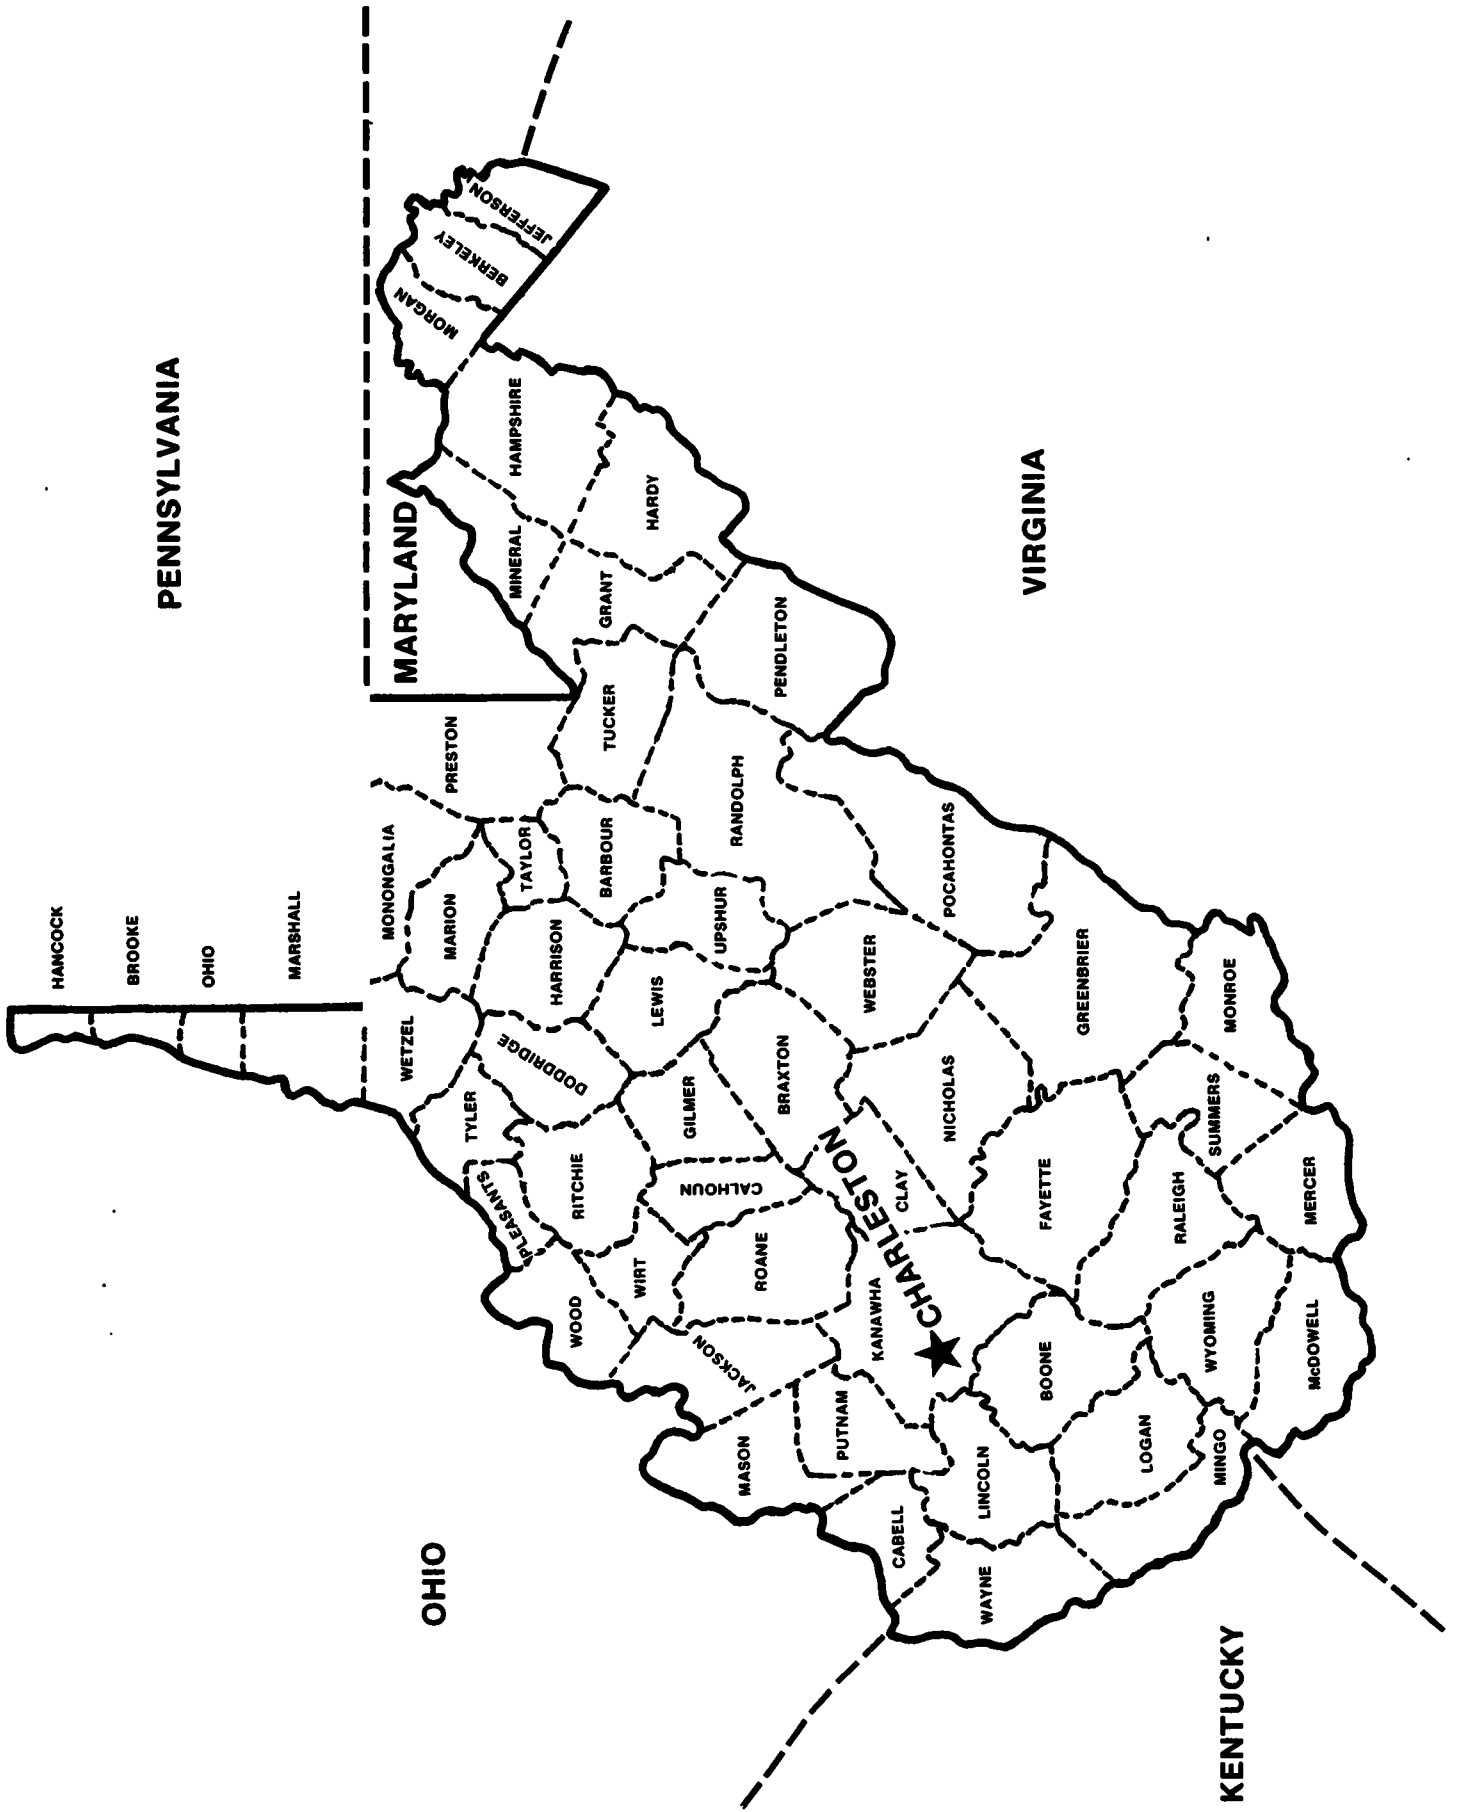 HANCOCK
BROOKE
OHIO
MARSHALL
PENNSYLVANIA
MARYLAND
OHIO
VIRGINIA
KENTUCKY
MORGAN
BERKELEY
JEFFERSON
HAMPSHIRE
MINERAL
HARDY
GRANT
PENDLETON
PRESTON
TUCKER
MONONGALIA
MARION
TAYLOR
BARBOUR
RANDOLPH
POCAHONTAS
WETZEL
HARRISON
DODDRIDGE
LEWIS
UPSHUR
WEBSTER
GREENBRIER
MONROE
TYLER
PLEASANTS
RITCHIE
GILMER
BRAXTON
CALHOUN
NICHOLAS
CLAY
SUMMERS
WOOD
WIRT
ROANE
JACKSON
KANAWHA
CHARLESTON
FAYETTE
RALEIGH
MERCER
MASON
PUTNAM
BOONE
WYOMING
McDOWELL
CABELL
LINCOLN
LOGAN
MINGO
WAYNE